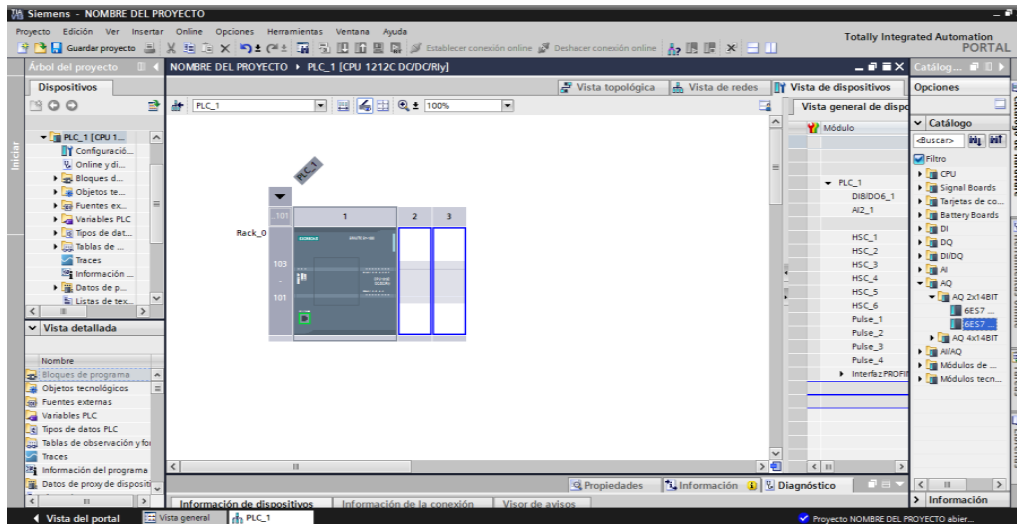 Siemens - NOMBRE DEL PROYECTO
Proyecto Edición Ver Insertar Online Opciones Herramientas Ventana Ayuda
Guardar proyecto Establecer conexión online Deshacer conexión online
Totally Integrated Automation
PORTAL
Árbol del proyecto
NOMBRE DEL PROYECTO PLC_1 [CPU 1212C DC/DC/Rly]
Catálog...
Dispositivos
Vista topológica
Vista de redes
Vista de dispositivos
Opciones
PLC_1
100%
Vista general de dispo
Iniciar
PLC_1 [CPU 1...
Configuració...
Online y di...
Bloques d...
Objetos te...
Fuentes ex...
Variables PLC
Tipos de dat...
Tablas de ...
Traces
Información ...
Datos de p...
Listas de tex...
Vista detallada
Nombre
Bloques de programa
Objetos tecnológicos
Fuentes externas
Variables PLC
Tipos de datos PLC
Tablas de observación y for
Traces
Información del programa
Datos de proxy de dispositi
PLC_1
_101
1
2
3
Rack_0
103
-
101
SIEMENS
Módulo
PLC_1
DI8/DO6_1
AI2_1
HSC_1
HSC_2
HSC_3
HSC_4
HSC_5
HSC_6
Pulse_1
Pulse_2
Pulse_3
Pulse_4
Interfaz PROFIN
Catálogo
<Buscar>
Filtro
CPU
Signal Boards
Tarjetas de co...
Battery Boards
DI
DQ
DI/DQ
AI
AQ
AQ 2x14BIT
6ES7 ...
6ES7 ...
AQ 4x14BIT
AI/AQ
Módulos de ...
Módulos tecn...
Propiedades
Información
Diagnóstico
Información de dispositivos
Información de la conexión
Visor de avisos
Información
Vista del portal
Vista general
PLC_1
Proyecto NOMBRE DEL PROYECTO abier...